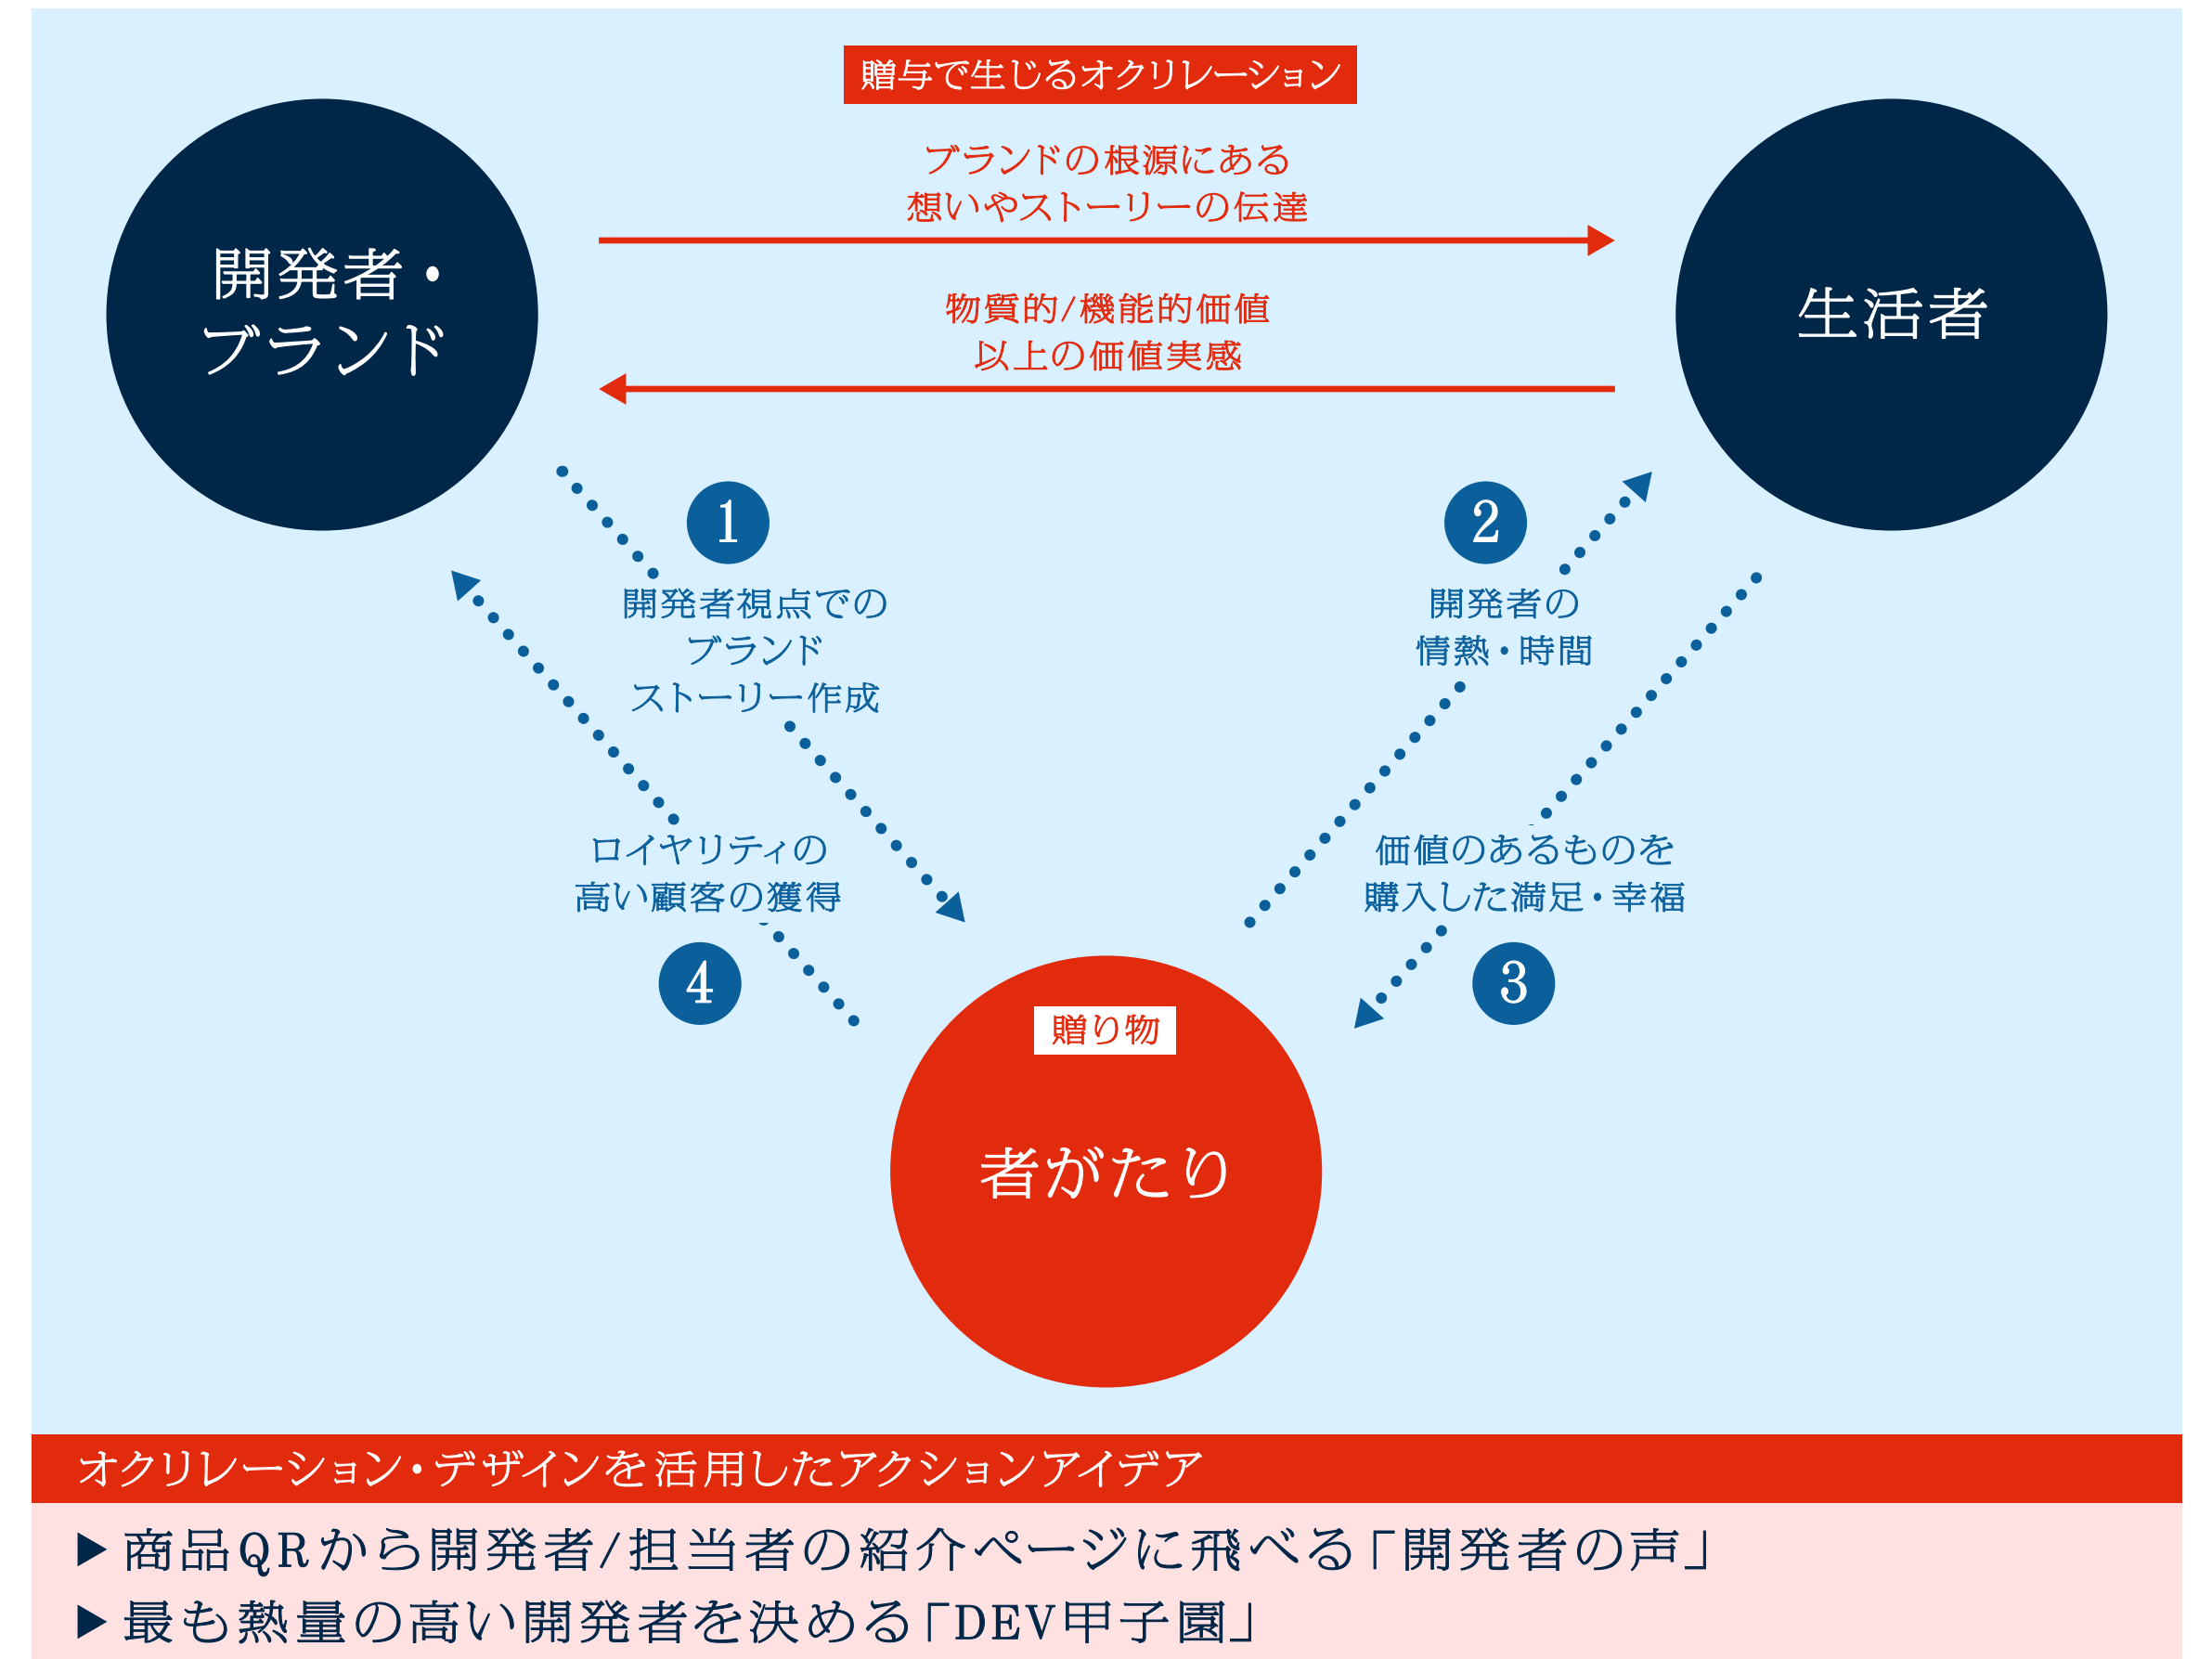 贈与で生じるオクリレーション
ブランドの根源にある
想いやストーリーの伝達
開発者・
ブランド
生活者
物質的/機能的価値
以上の価値実感
1
開発者視点での
ブランド
ストーリー作成
2
開発者の
情熱・時間
ロイヤリティの
高い顧客の獲得
4
価値のあるものを
購入した満足・幸福
3
贈り物
者がたり
オクリレーション・デザインを活用したアクションアイデア
▶商品QRから開発者/担当者の紹介ページに飛べる「開発者の声」
▶最も熱量の高い開発者を決める「DEV甲子園」